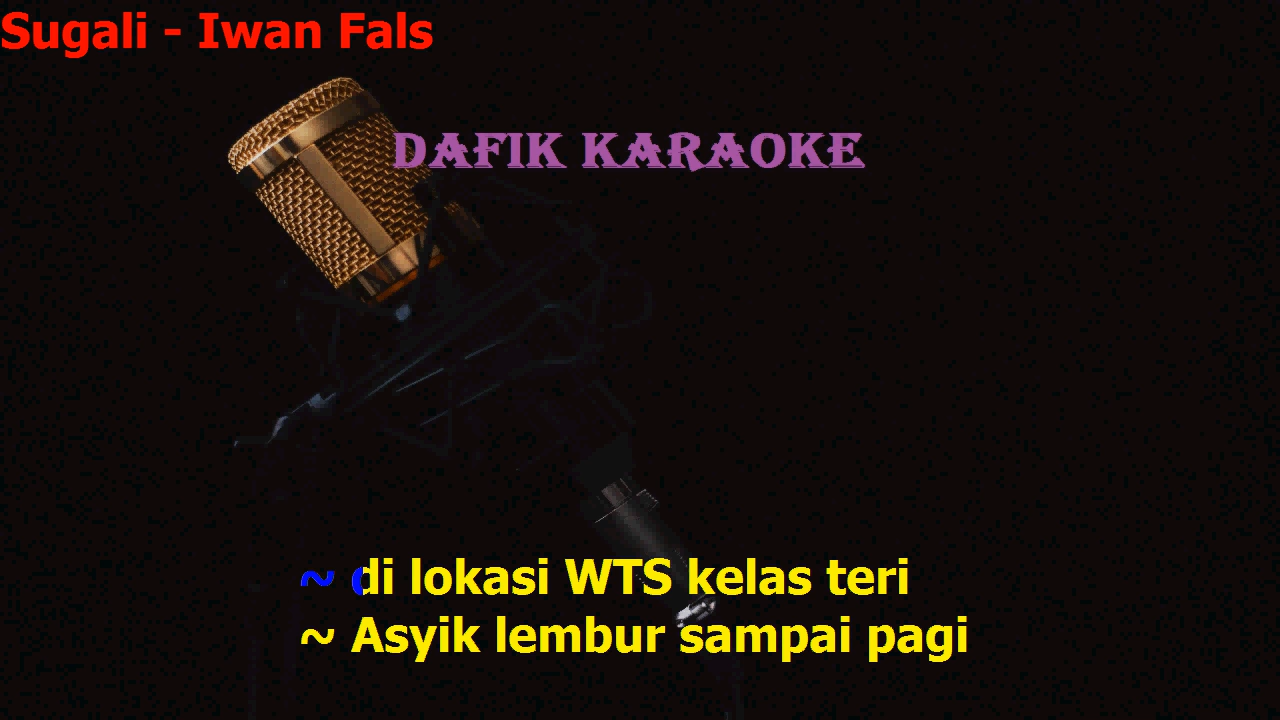 Sugali - Iwan Fals
DAFIK KARAOKE
~ di lokasi WTS kelas teri
~ Asyik lembur sampai pagi